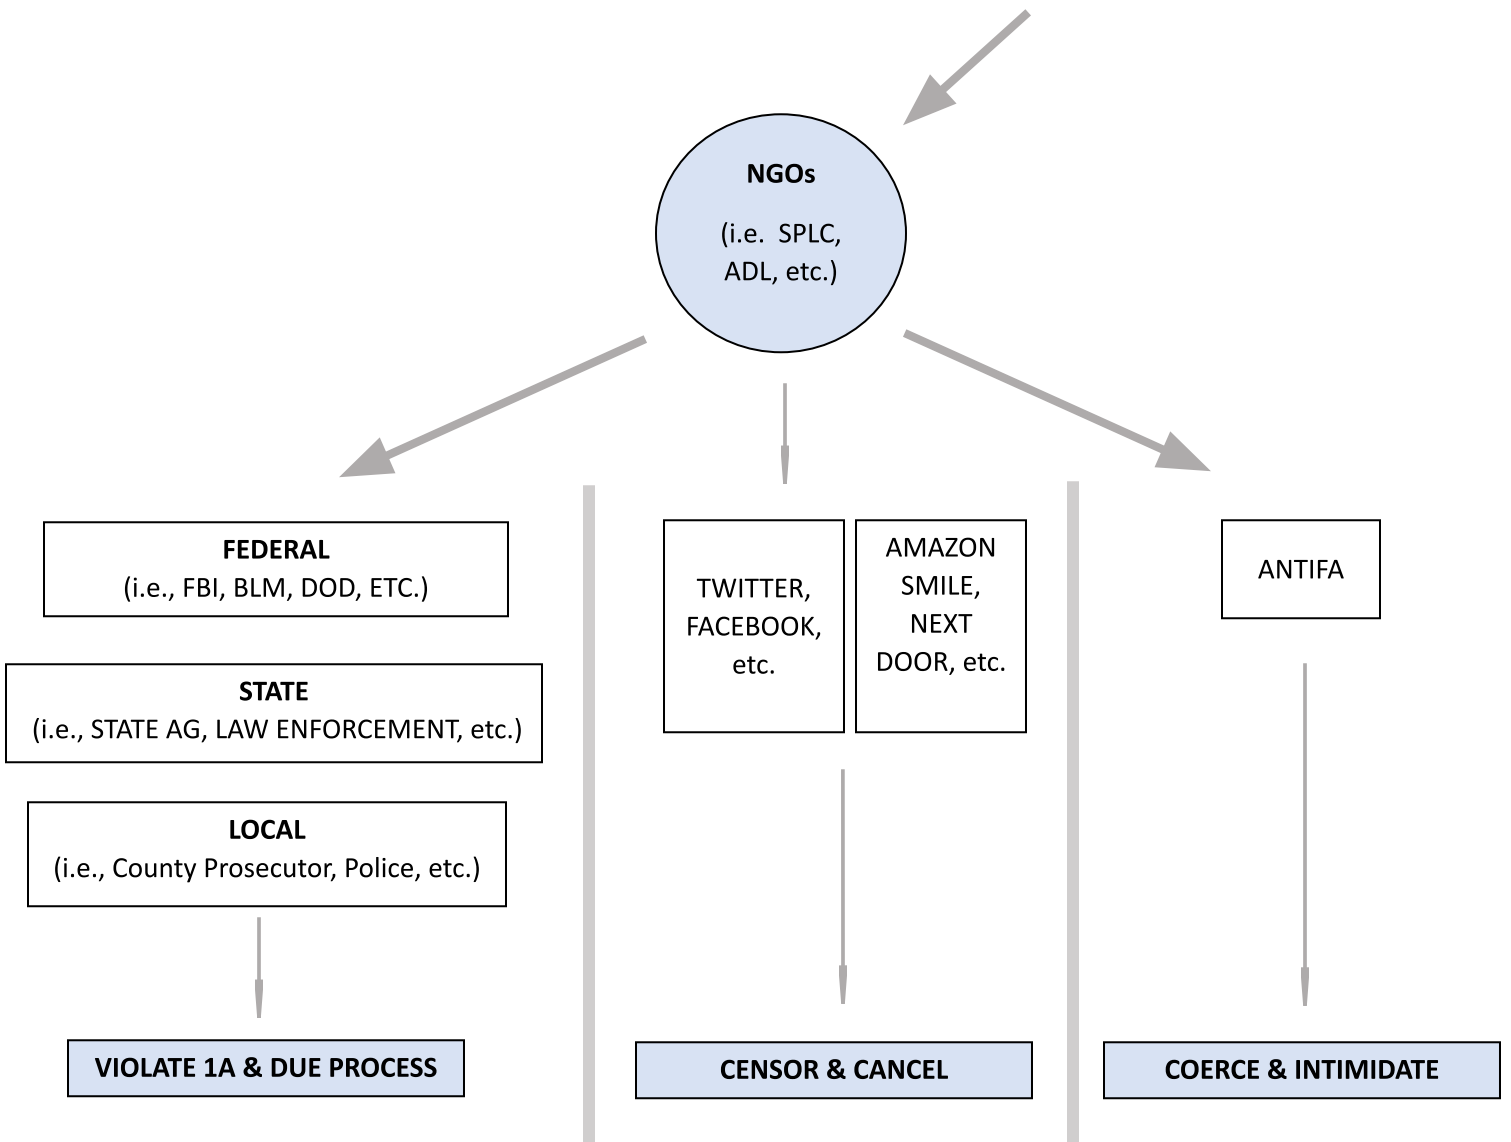 NGOs
(i.e.  SPLC,
ADL, etc.)
FEDERAL
(i.e., FBI, BLM, DOD, ETC.)
STATE
(i.e., STATE AG, LAW ENFORCEMENT, etc.)
LOCAL
(i.e., County Prosecutor, Police, etc.)
VIOLATE 1A & DUE PROCESS
TWITTER,
FACEBOOK,
etc.
AMAZON
SMILE,
NEXT
DOOR, etc.
CENSOR & CANCEL
ANTIFA
COERCE & INTIMIDATE